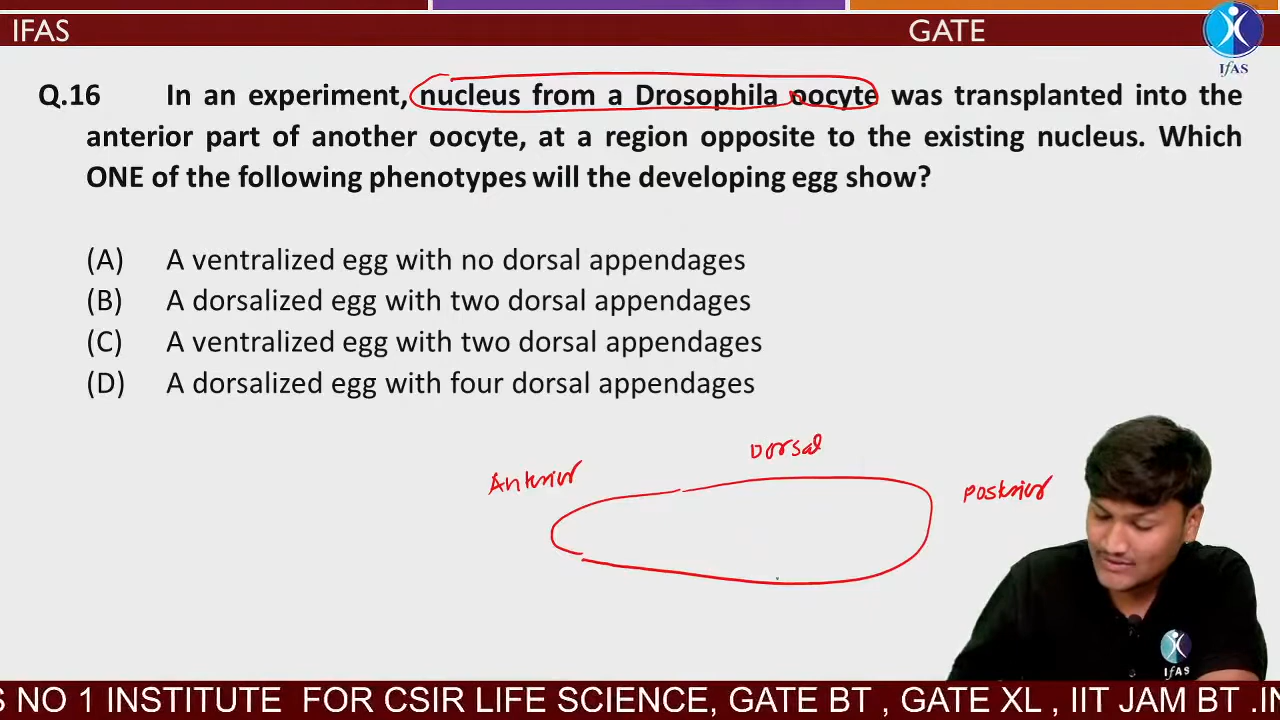 IFAS
GATE
IfAS
Q.16 In an experiment, nucleus from a Drosophila oocyte was transplanted into the
anterior part of another oocyte, at a region opposite to the existing nucleus. Which
ONE of the following phenotypes will the developing egg show?
(A) A ventralized egg with no dorsal appendages
(B) A dorsalized egg with two dorsal appendages
(C) A ventralized egg with two dorsal appendages
(D) A dorsalized egg with four dorsal appendages
Dorsal
Anterior
Posterior
IfAS
S NO 1 INSTITUTE FOR CSIR LIFE SCIENCE, GATE BT , GATE XL , IIT JAM BT .IN